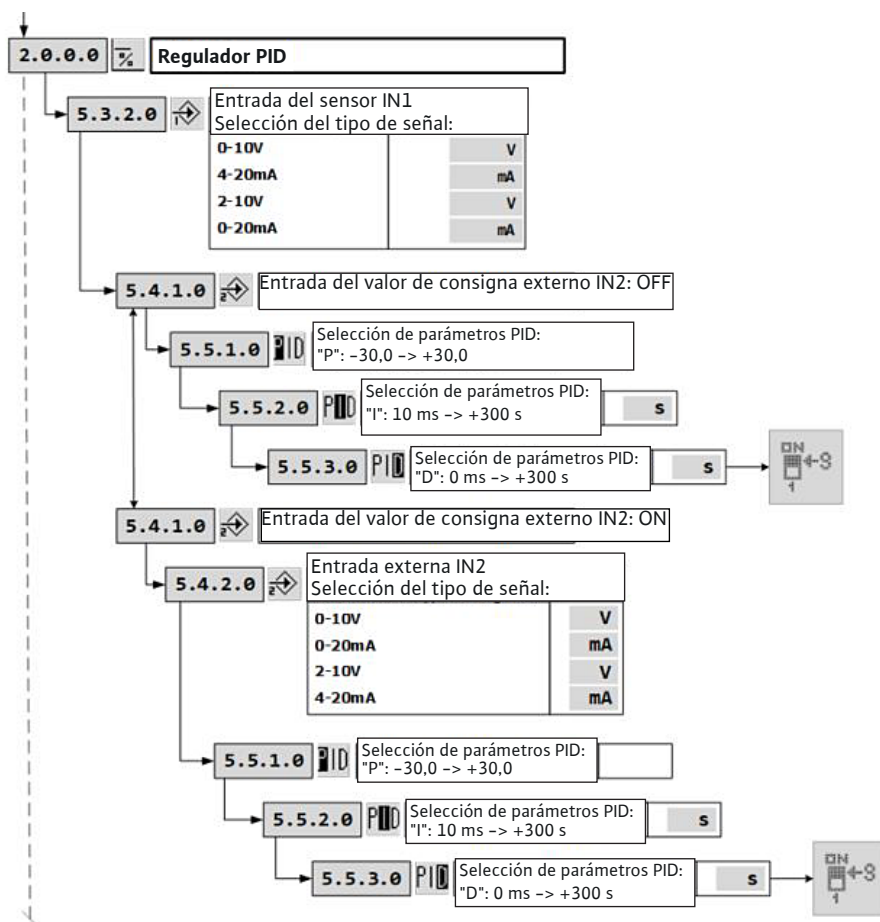 2.0.0.0 Regulador PID
5.3.2.0 1 Entrada del sensor IN1
Selección del tipo de señal:
0-10V V
4-20mA mA
2-10V V
0-20mA mA
5.4.1.0 2 Entrada del valor de consigna externo IN2: OFF
5.5.1.0 PID Selección de parámetros PID:
"P": -30,0 -> +30,0
5.5.2.0 PID Selección de parámetros PID:
"I": 10 ms -> +300 s s
5.5.3.0 PID Selección de parámetros PID:
"D": 0 ms -> +300 s s
ON
1
5.4.1.0 2 Entrada del valor de consigna externo IN2: ON
5.4.2.0 2 Entrada externa IN2
Selección del tipo de señal:
0-10V V
0-20mA mA
2-10V V
4-20mA mA
5.5.1.0 PID Selección de parámetros PID:
"P": -30,0 -> +30,0
5.5.2.0 PID Selección de parámetros PID:
"I": 10 ms -> +300 s s
5.5.3.0 PID Selección de parámetros PID:
"D": 0 ms -> +300 s s
ON
1